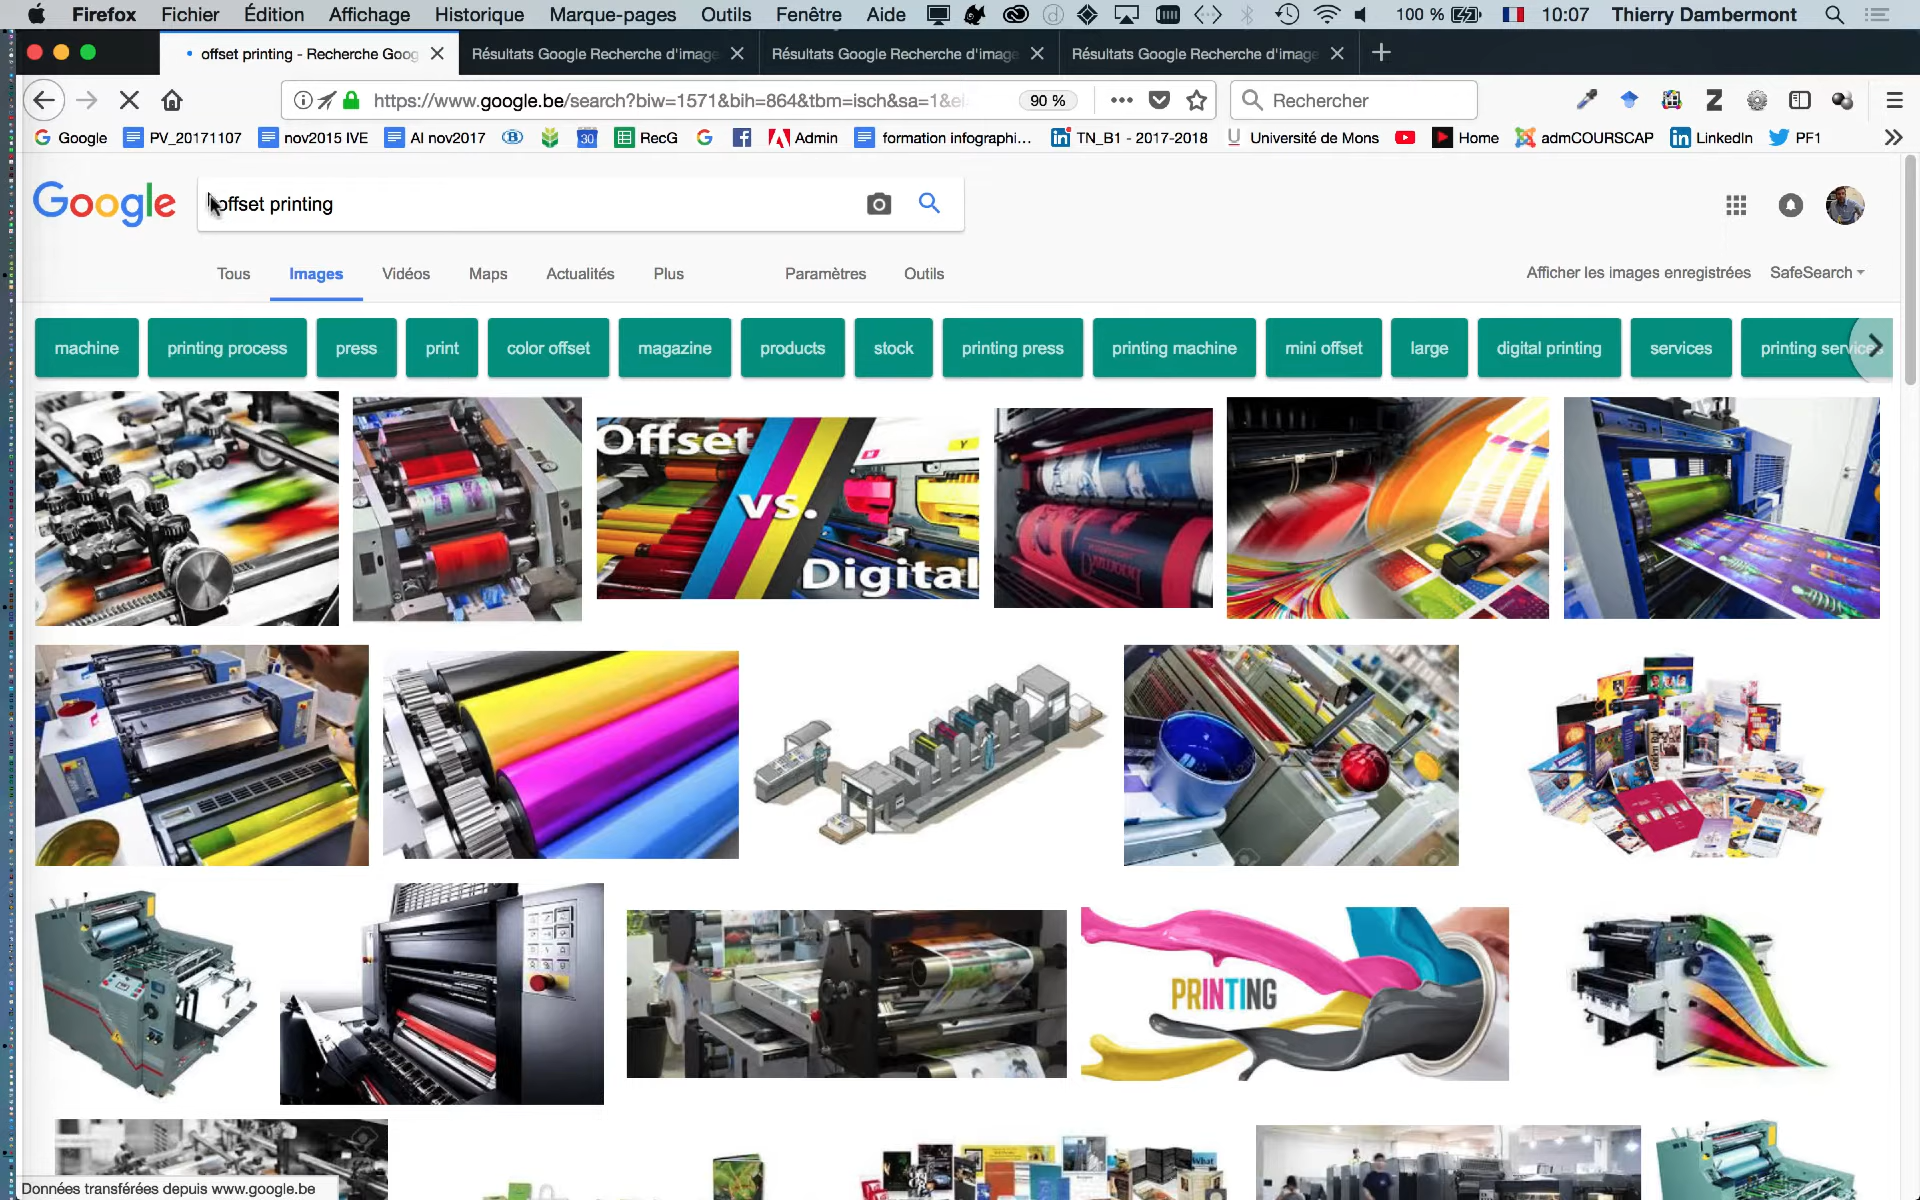 Firefox Fichier Édition Affichage Historique Marque-pages Outils Fenêtre Aide 100 % 10:07 Thierry Dambermont
offset printing - Recherche Goog Résultats Google Recherche d'image Résultats Google Recherche d'image Résultats Google Recherche d'image
https://www.google.be/search?biw=1571&bih=864&tbm=isch&sa=1&e 90 % Rechercher
Google PV_20171107 nov2015 IVE AI nov2017 30 RecG Admin formation infographi... TN_B1 - 2017-2018 Université de Mons Home admCOURSCAP LinkedIn PF1
Google offset printing
Tous Images Vidéos Maps Actualités Plus Paramètres Outils Afficher les images enregistrées SafeSearch
machine printing process press print color offset magazine products stock printing press printing machine mini offset large digital printing services printing services
Offset
vs.
Digital
PRINTING
What
Données transférées depuis www.google.be